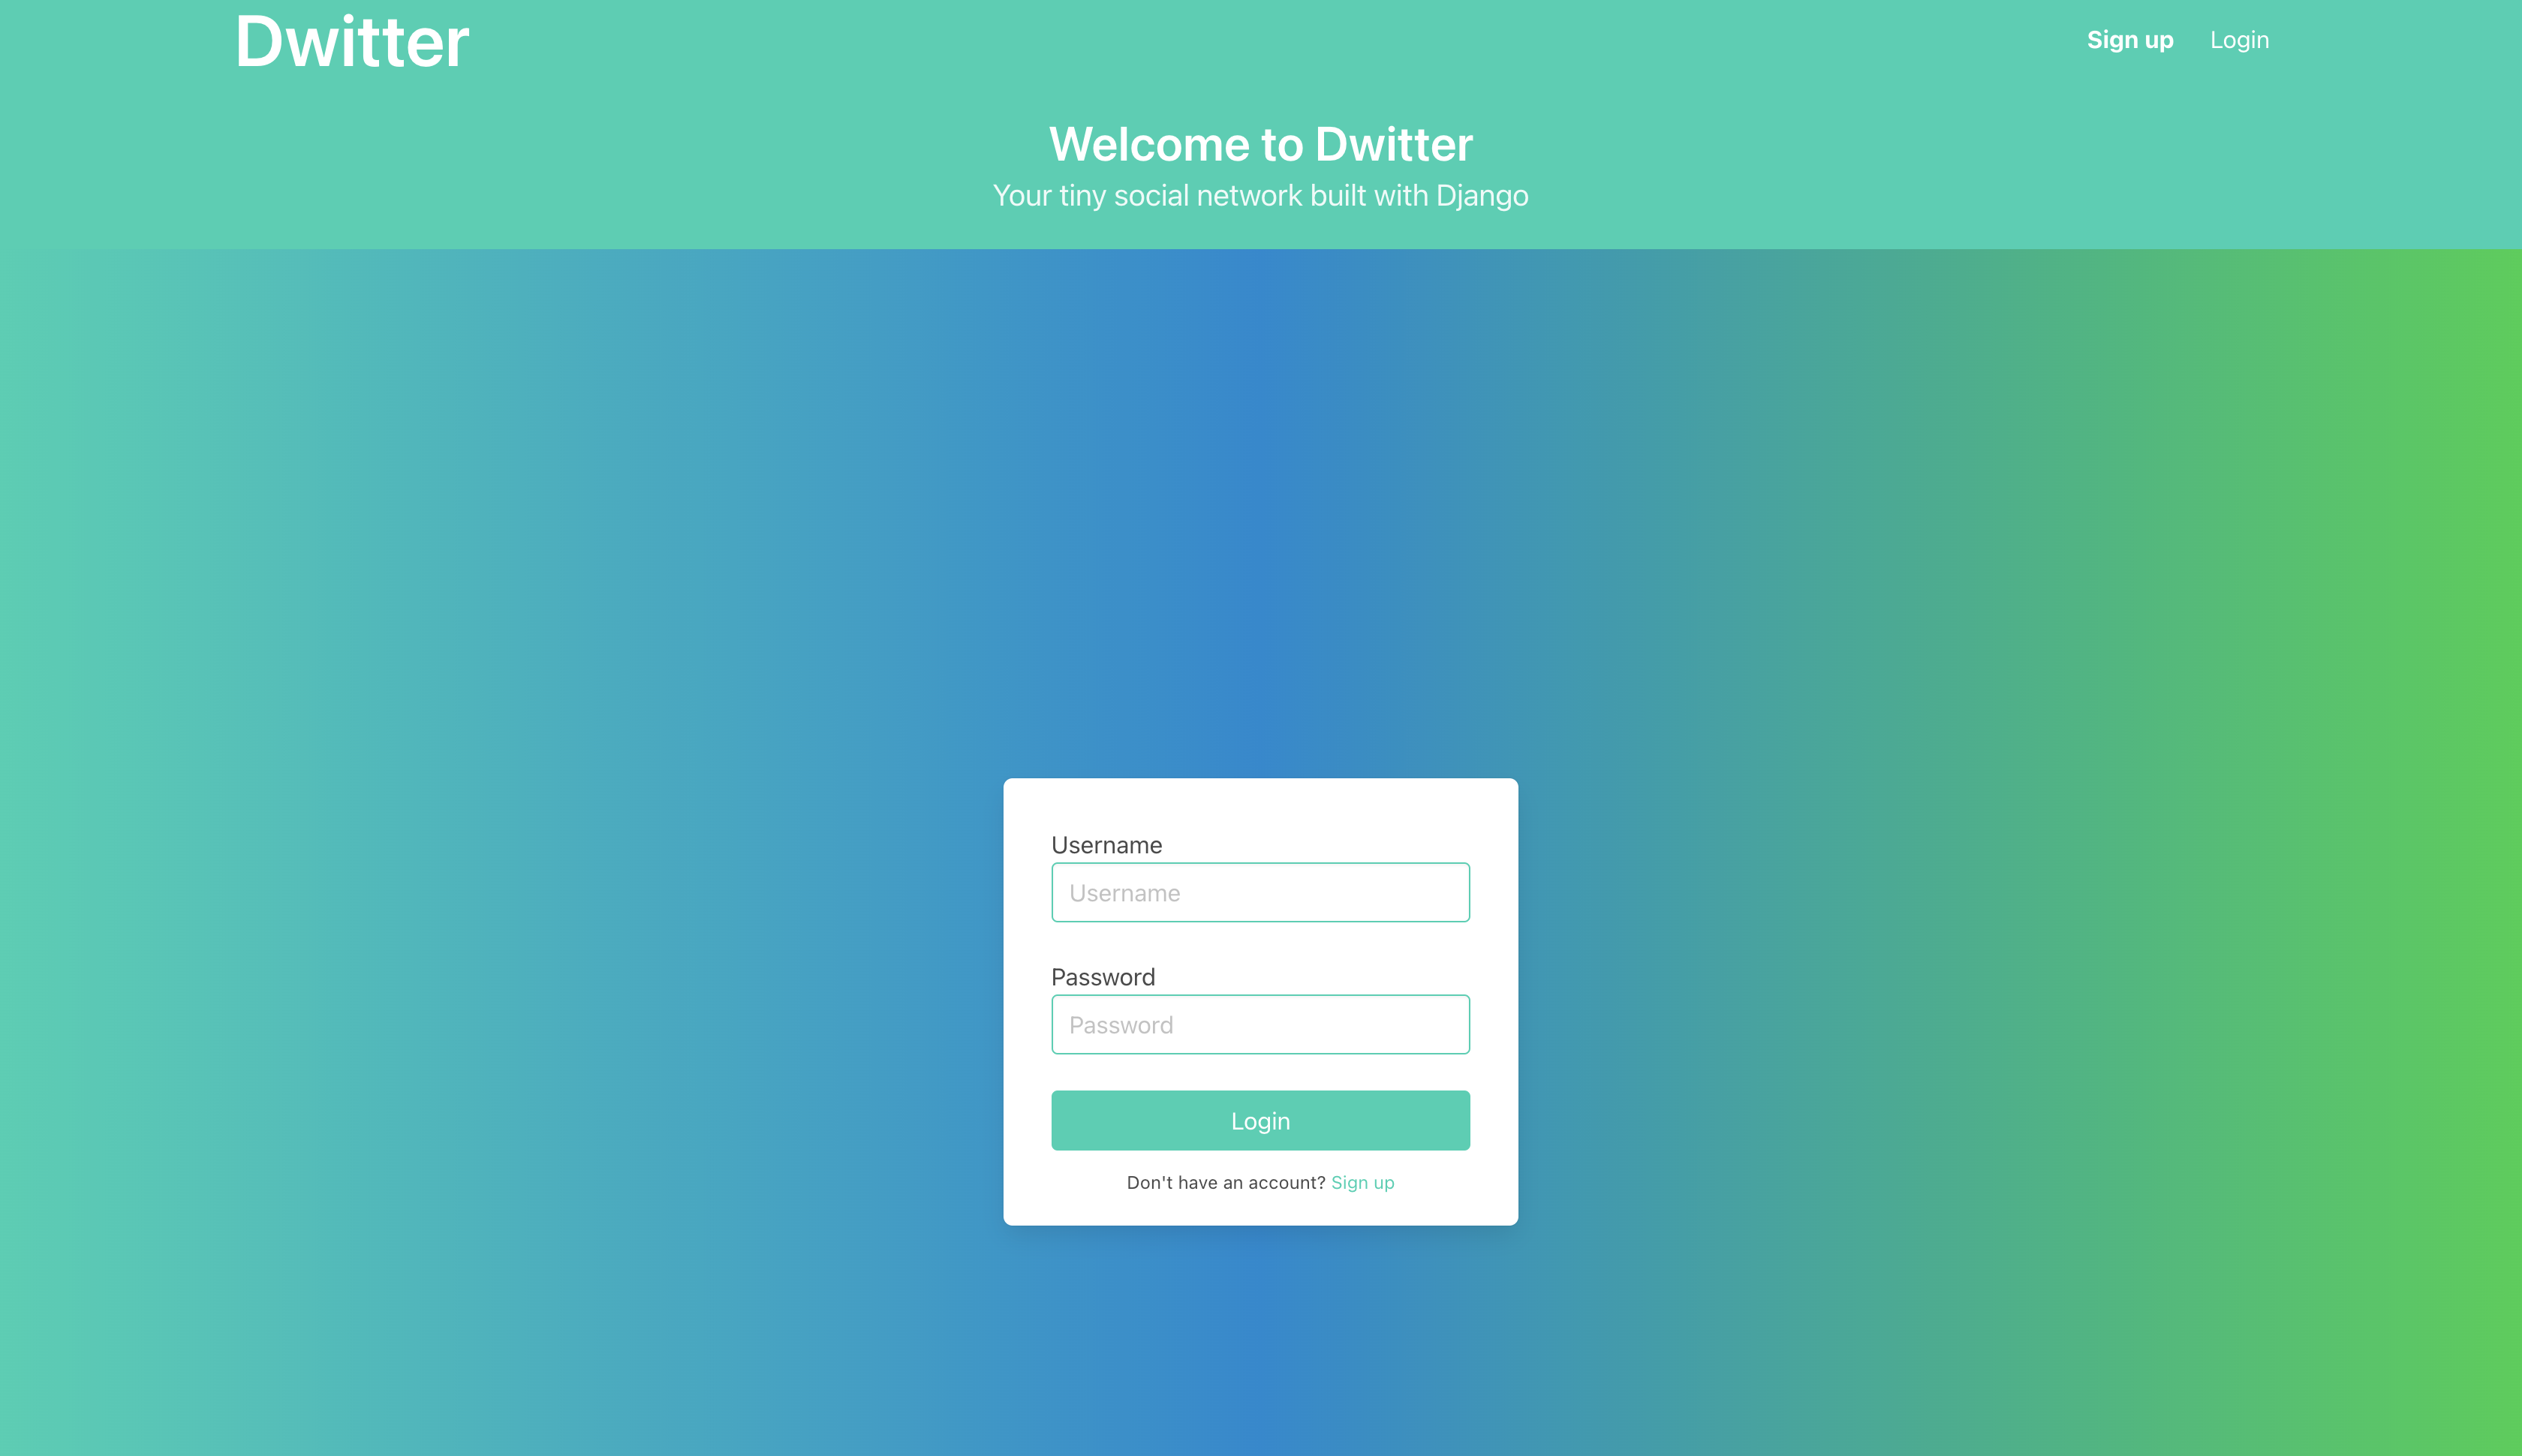 Dwitter
Sign up Login
Welcome to Dwitter
Your tiny social network built with Django
Username
Username
Password
Password
Login
Don't have an account? Sign up